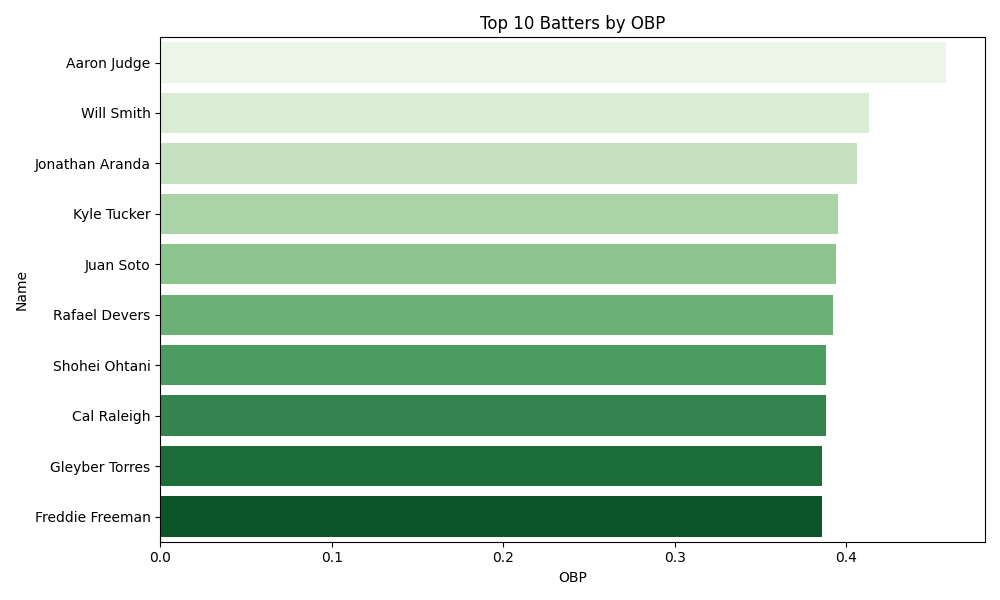 Top 10 Batters by OBP
Name
Aaron Judge
Will Smith
Jonathan Aranda
Kyle Tucker
Juan Soto
Rafael Devers
Shohei Ohtani
Cal Raleigh
Gleyber Torres
Freddie Freeman
0.0 0.1 0.2 0.3 0.4
OBP